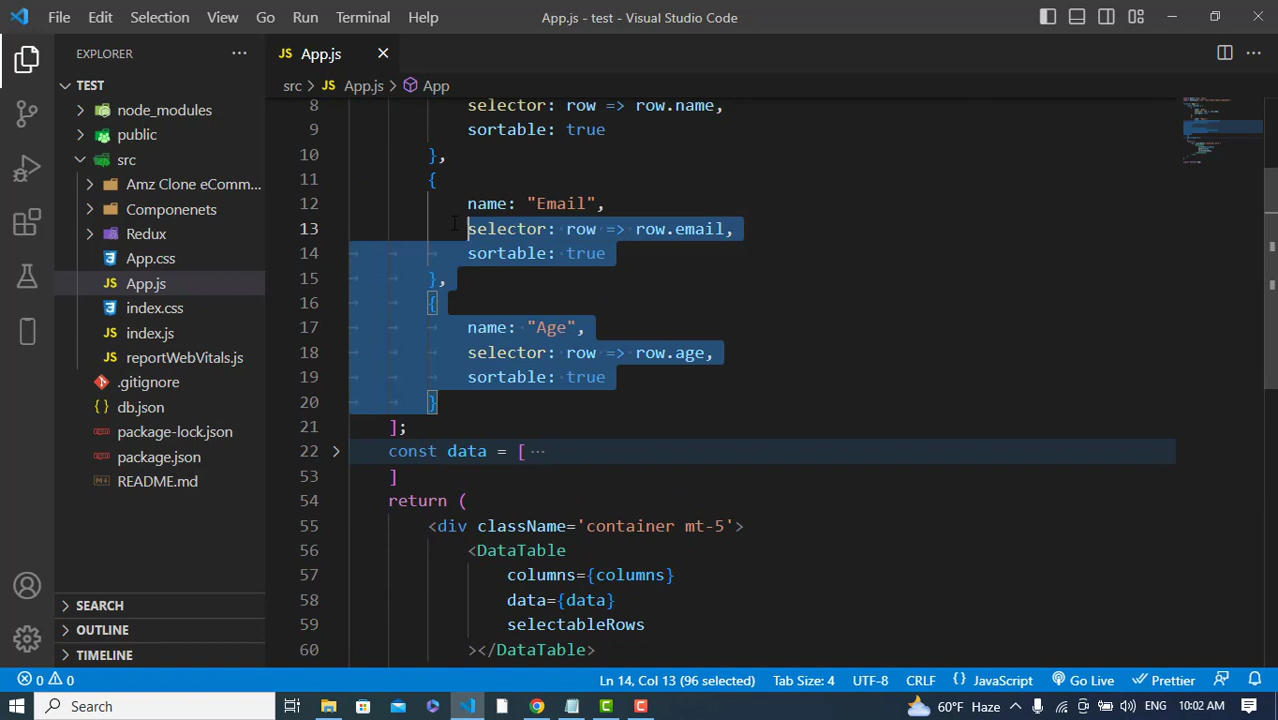 File Edit Selection View Go Run Terminal Help
App.js - test - Visual Studio Code
EXPLORER
TEST
node_modules
public
src
Amz Clone eComm...
Componenets
Redux
App.css
JS App.js
index.css
JS index.js
JS reportWebVitals.js
.gitignore
db.json
package-lock.json
package.json
README.md
SEARCH
OUTLINE
TIMELINE
JS App.js
src > JS App.js > App
8 selector: row => row.name,
9 sortable: true
10 },
11 {
12 name: "Email",
13 selector: row => row.email,
14 sortable: true
15 },
16 {
17 name: "Age",
18 selector: row => row.age,
19 sortable: true
20 }
21 ];
22 const data = [ ...
53 ]
54 return (
55 <div className='container mt-5'>
56 <DataTable
57 columns={columns}
58 data={data}
59 selectableRows
60 ></DataTable>
0 0
Ln 14, Col 13 (96 selected) Tab Size: 4 UTF-8 CRLF {} JavaScript Go Live Prettier
Search
60°F Haze
ENG 10:02 AM